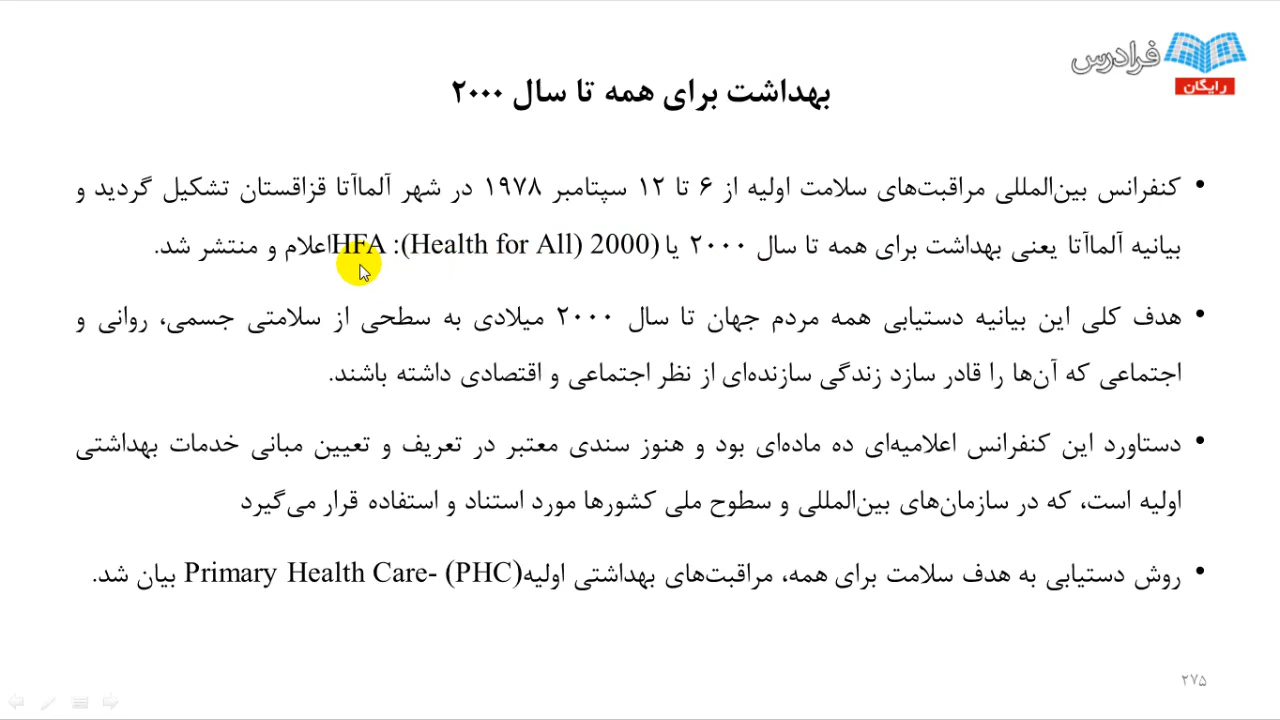 فرادرس
رایگان
بهداشت برای همه تا سال ۲۰۰۰
• کنفرانس بین‌المللی مراقبت‌های سلامت اولیه از ۶ تا ۱۲ سپتامبر ۱۹۷۸ در شهر آلماآتا قزاقستان تشکیل گردید و
بیانیه آلماآتا یعنی بهداشت برای همه تا سال ۲۰۰۰ یا (HFA :(Health for All) 2000اعلام و منتشر شد.
• هدف کلی این بیانیه دستیابی همه مردم جهان تا سال ۲۰۰۰ میلادی به سطحی از سلامتی جسمی، روانی و
اجتماعی که آن‌ها را قادر سازد زندگی سازنده‌ای از نظر اجتماعی و اقتصادی داشته باشند.
• دستاورد این کنفرانس اعلامیه‌ای ده ماده‌ای بود و هنوز سندی معتبر در تعریف و تعیین مبانی خدمات بهداشتی
اولیه است، که در سازمان‌های بین‌المللی و سطوح ملی کشورها مورد استناد و استفاده قرار می‌گیرد
• روش دستیابی به هدف سلامت برای همه، مراقبت‌های بهداشتی اولیه(Primary Health Care- (PHC بیان شد.
۲۷۵